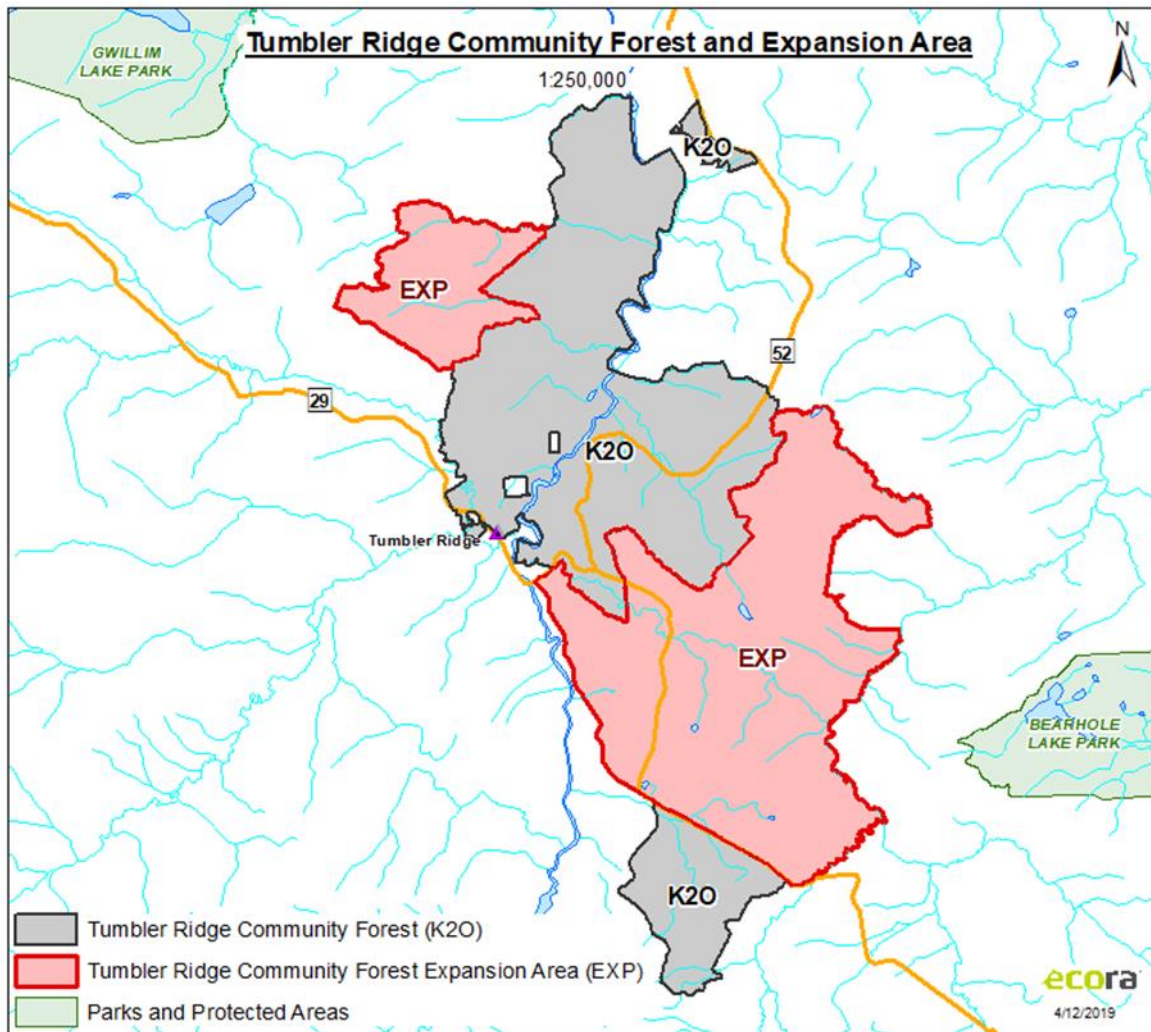 Tumbler Ridge Community Forest and Expansion Area
1:250,000
N
GWILLIM
LAKE PARK
K2O
EXP
52
29
K2O
Tumbler Ridge
EXP
BEARHOLE
LAKE PARK
K2O
Tumbler Ridge Community Forest (K2O)
Tumbler Ridge Community Forest Expansion Area (EXP)
Parks and Protected Areas
ecora
4/12/2019